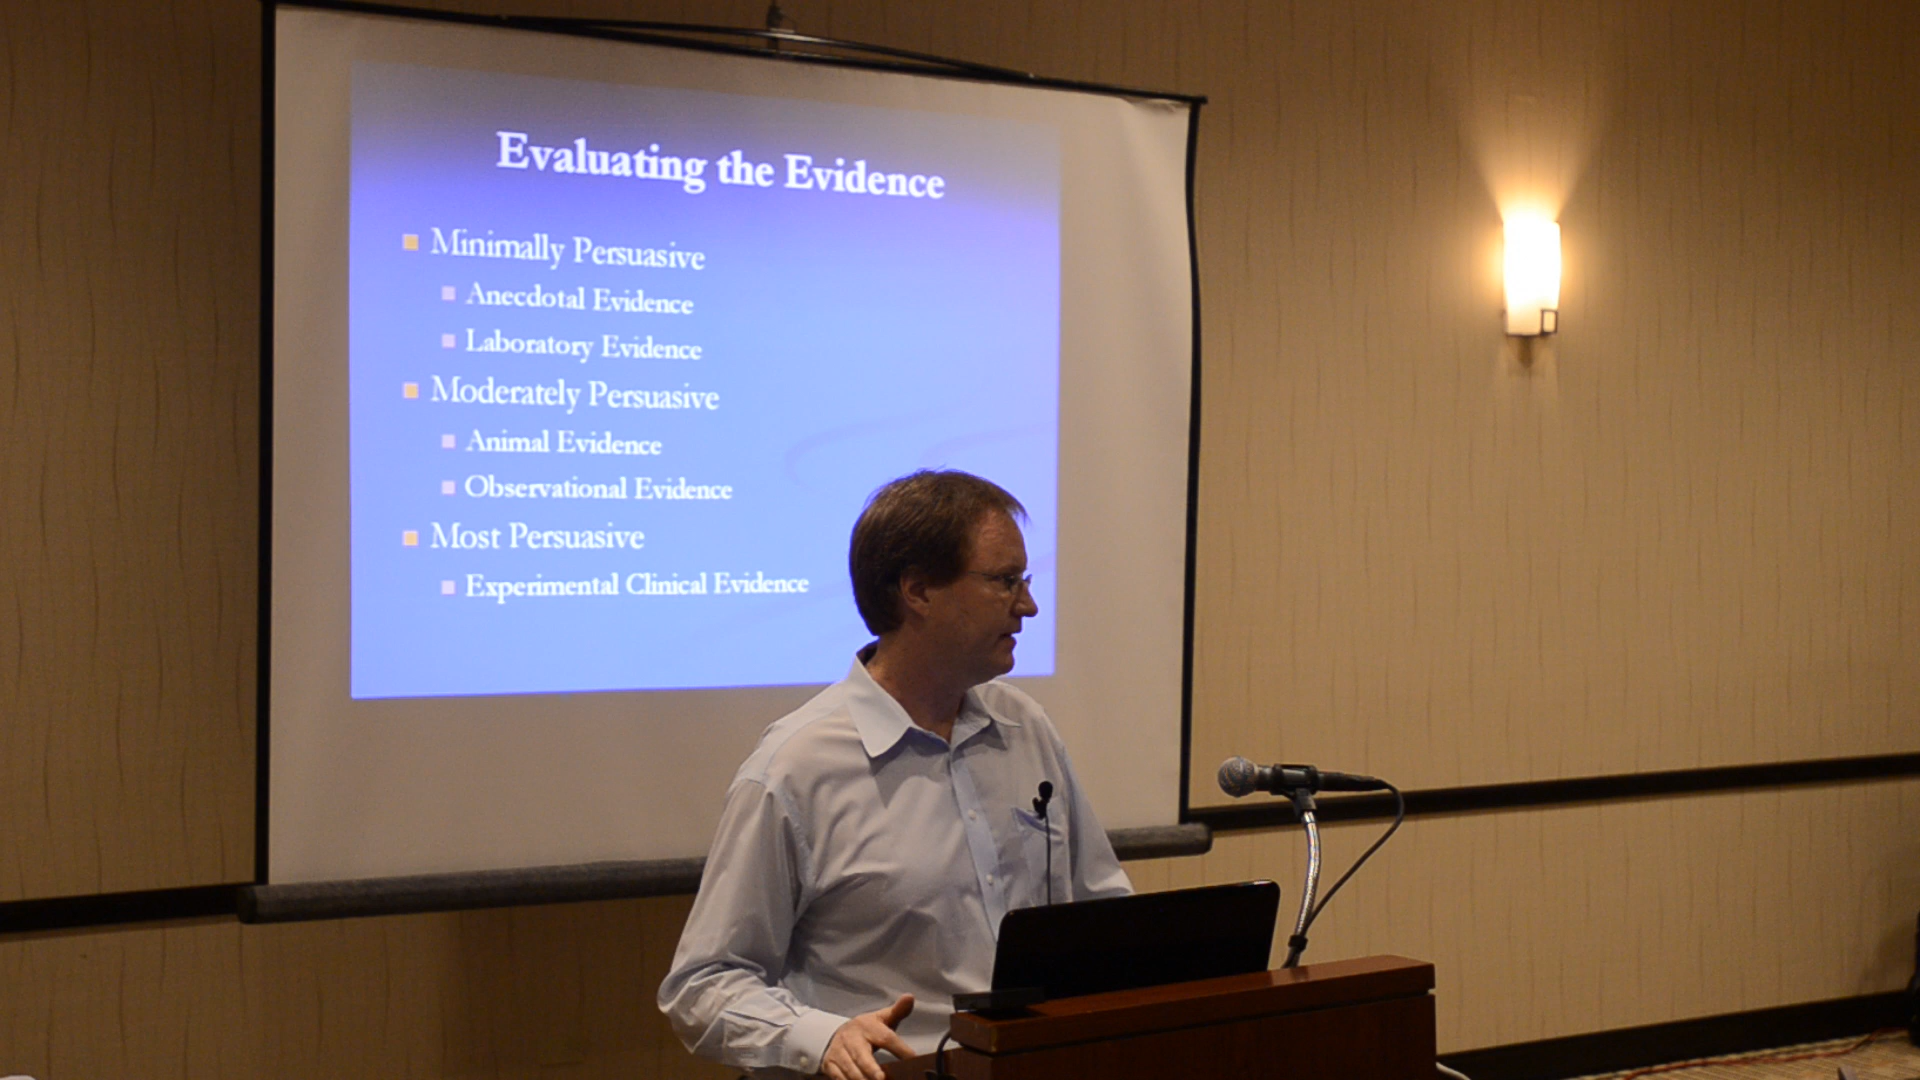 Evaluating the Evidence
Minimally Persuasive
Anecdotal Evidence
Laboratory Evidence
Moderately Persuasive
Animal Evidence
Observational Evidence
Most Persuasive
Experimental Clinical Evidence